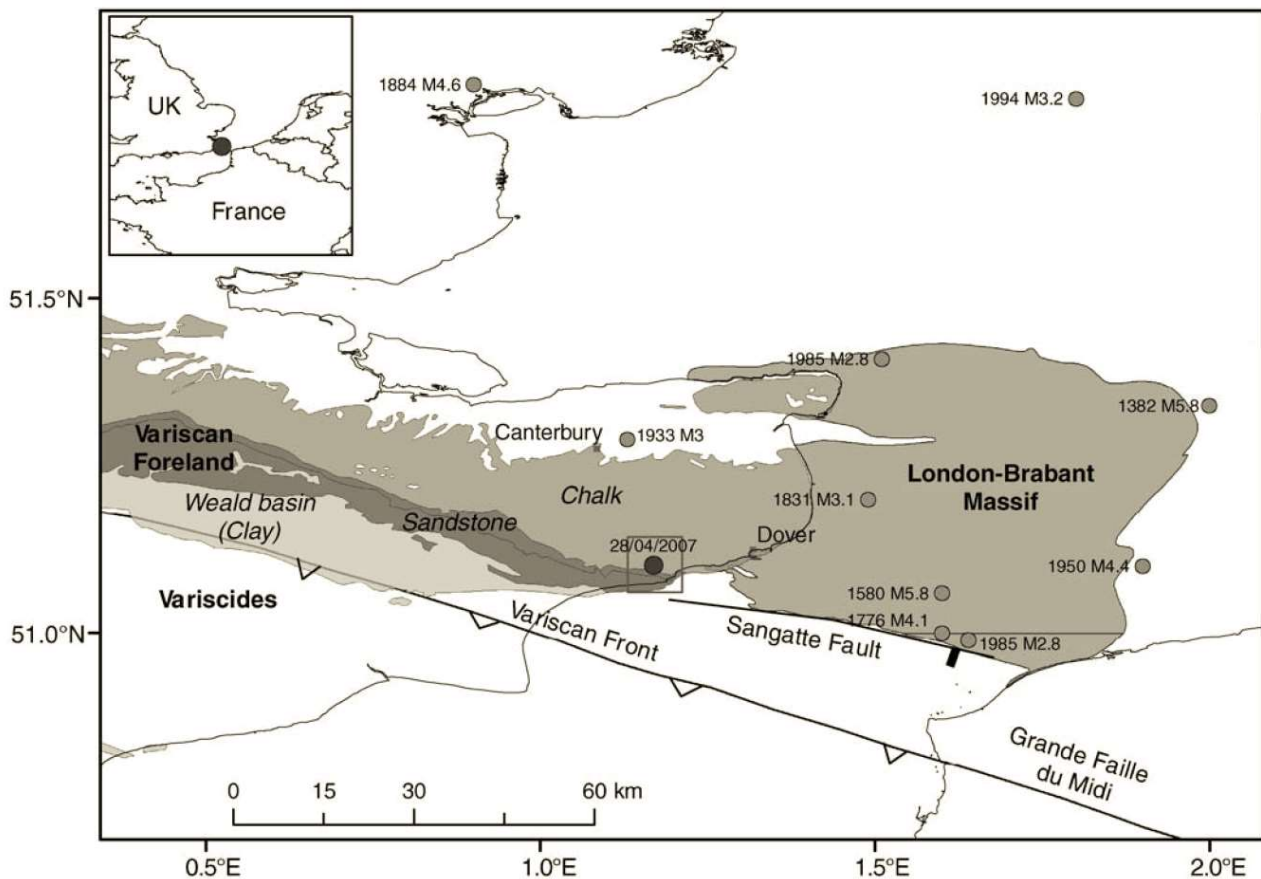 UK
France
1884 M4.6
1994 M3.2
51.5°N
1985 M2.8
1382 M5.8
Variscan
Foreland
Canterbury
1933 M3
London-Brabant
Massif
Weald basin
(Clay)
Sandstone
Chalk
1831 M3.1
Dover
28/04/2007
1950 M4.4
Variscides
1580 M5.8
51.0°N
Variscan Front
Sangatte Fault
1776 M4.1
1985 M2.8
Grande Faille
du Midi
0 15 30 60 km
0.5°E 1.0°E 1.5°E 2.0°E